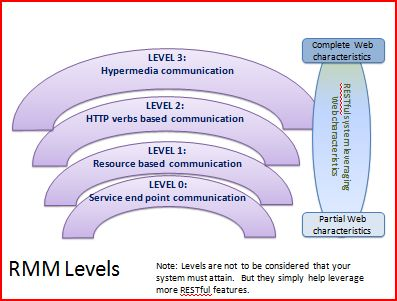 LEVEL 3:
Hypermedia communication
LEVEL 2:
HTTP verbs based communication
LEVEL 1:
Resource based communication
LEVEL 0:
Service end point communication
Complete Web
characteristics
RESTful system leveraging
Web characteristics
Partial Web
characteristics
RMM Levels
Note: Levels are not to be considered that your
system must attain. But they simply help leverage
more RESTful features.